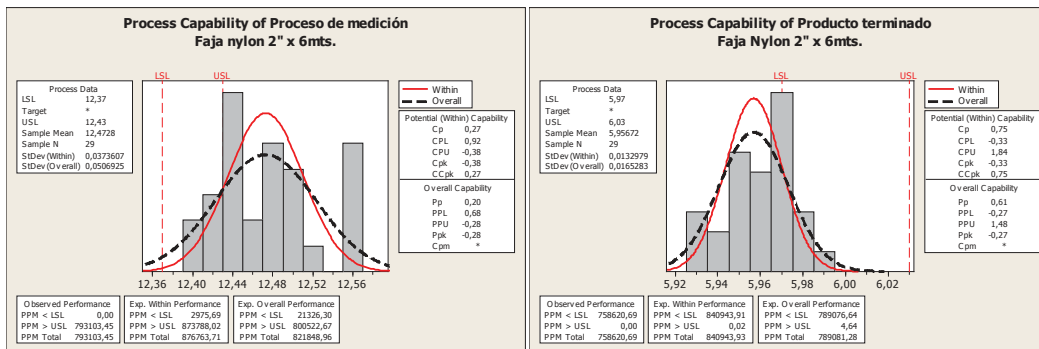 Process Capability of Proceso de medición
Faja nylon 2" x 6mts.
LSL USL
Process Data
LSL 12,37
Target *
USL 12,43
Sample Mean 12,4728
Sample N 29
StDev(Within) 0,0373607
StDev(Overall) 0,0506925
Within
Overall
Potential (Within) Capability
Cp 0,27
CPL 0,92
CPU -0,38
Cpk -0,38
CCpk 0,27
Overall Capability
Pp 0,20
PPL 0,68
PPU -0,28
Ppk -0,28
Cpm *
12,36 12,40 12,44 12,48 12,52 12,56
Observed Performance
PPM < LSL 0,00
PPM > USL 793103,45
PPM Total 793103,45
Exp. Within Performance
PPM < LSL 2975,69
PPM > USL 873788,02
PPM Total 876763,71
Exp. Overall Performance
PPM < LSL 21326,30
PPM > USL 800522,67
PPM Total 821848,96
Process Capability of Producto terminado
Faja Nylon 2" x 6mts.
LSL USL
Process Data
LSL 5,97
Target *
USL 6,03
Sample Mean 5,95672
Sample N 29
StDev(Within) 0,0132979
StDev(Overall) 0,0165283
Within
Overall
Potential (Within) Capability
Cp 0,75
CPL -0,33
CPU 1,84
Cpk -0,33
CCpk 0,75
Overall Capability
Pp 0,61
PPL -0,27
PPU 1,48
Ppk -0,27
Cpm *
5,92 5,94 5,96 5,98 6,00 6,02
Observed Performance
PPM < LSL 758620,69
PPM > USL 0,00
PPM Total 758620,69
Exp. Within Performance
PPM < LSL 840943,91
PPM > USL 0,02
PPM Total 840943,93
Exp. Overall Performance
PPM < LSL 789076,64
PPM > USL 4,64
PPM Total 789081,28